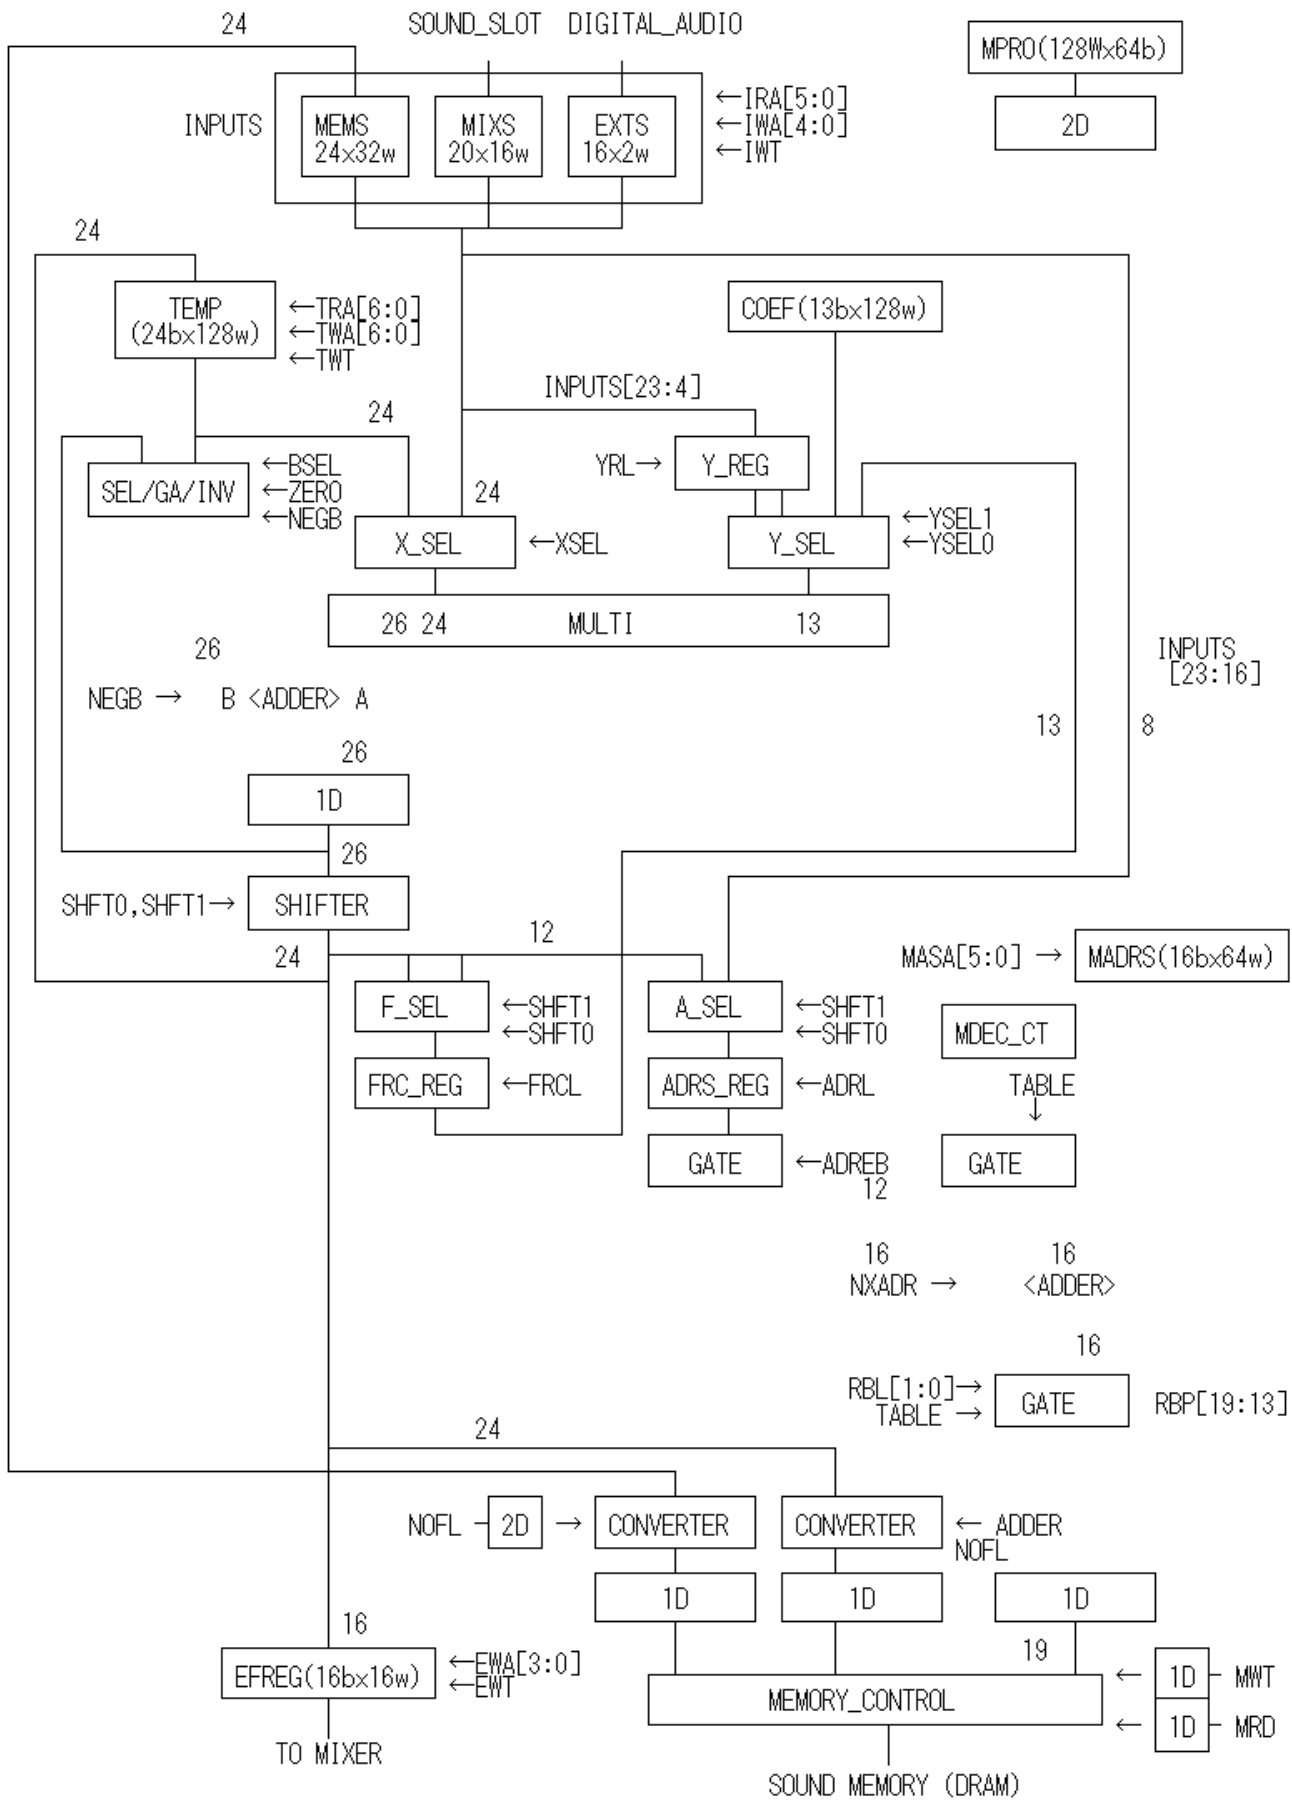 24 SOUND_SLOT DIGITAL_AUDIO
MPRO(128Wx64b)
2D
INPUTS
MEMS
24x32w
MIXS
20x16w
EXTS
16x2w
←IRA[5:0]
←IWA[4:0]
←IWT
24
TEMP
(24bx128w)
←TRA[6:0]
←TWA[6:0]
←TWT
COEF(13bx128w)
INPUTS[23:4]
24
YRL→
Y_REG
SEL/GA/INV
←BSEL
←ZERO
←NEGB
24
X_SEL
←XSEL
Y_SEL
←YSEL1
←YSEL0
26 24 MULTI 13
26
INPUTS
[23:16]
NEGB → B <ADDER> A
13
8
26
1D
26
SHFT0,SHFT1→
SHIFTER
12
24
MASA[5:0] →
MADRS(16bx64w)
F_SEL
←SHFT1
←SHFT0
A_SEL
←SHFT1
←SHFT0
MDEC_CT
FRC_REG
←FRCL
ADRS_REG
←ADRL
TABLE
↓
GATE
←ADREB
12
GATE
16 16
NXADR → <ADDER>
16
RBL[1:0]→
TABLE →
GATE
RBP[19:13]
24
NOFL
2D
→
CONVERTER
CONVERTER
← ADDER
NOFL
1D
1D
1D
16
19
EFREG(16bx16w)
←EWA[3:0]
←EWT
MEMORY_CONTROL
←
1D
MWT
←
1D
MRD
TO MIXER
SOUND MEMORY (DRAM)